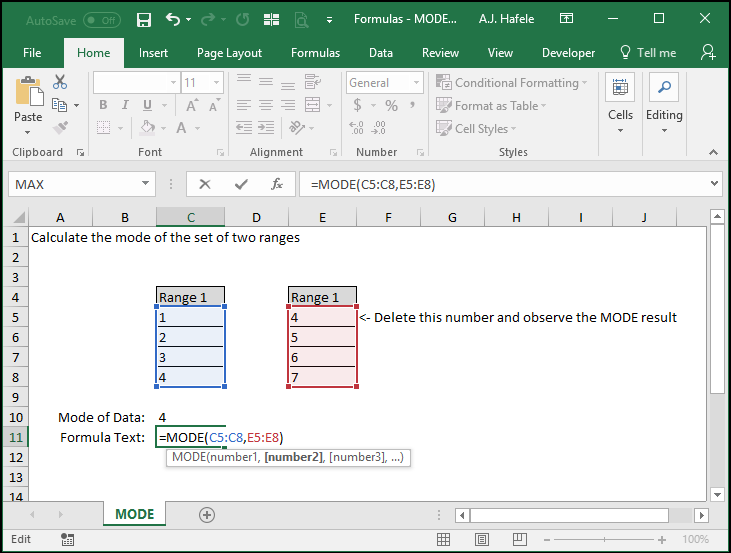 AutoSave Off Formulas - MODE... A.J. Hafele
File Home Insert Page Layout Formulas Data Review View Developer Tell me
Paste
Clipboard
11
B I U A A
A
Font
Alignment
General
$ % ,
←.0 .00 .00 →.0
Number
Conditional Formatting
Format as Table
Cell Styles
Styles
Cells
Editing
MAX =MODE(C5:C8,E5:E8)
A B C D E F G H I J
1 Calculate the mode of the set of two ranges
2
3
4 Range 1 Range 1
5 1 4 <- Delete this number and observe the MODE result
6 2 5
7 3 6
8 4 7
9
10 Mode of Data: 4
11 Formula Text: =MODE(C5:C8,E5:E8)
12 MODE(number1, [number2], [number3], ...)
13
14
MODE
Edit 100%